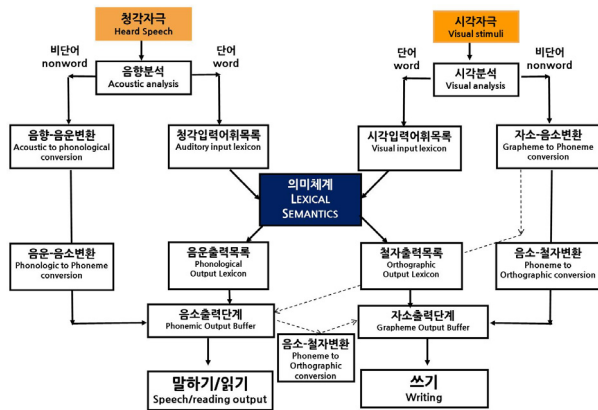 청각자극
Heard Speech
시각자극
Visual stimuli
비단어
nonword
단어
word
단어
word
비단어
nonword
음향분석
Acoustic analysis
시각분석
Visual analysis
음향-음운변환
Acoustic to phonological
conversion
청각입력어휘목록
Auditory input lexicon
시각입력어휘목록
Visual input lexicon
자소-음소변환
Grapheme to Phoneme
conversion
의미체계
LEXICAL
SEMANTICS
음운-음소변환
Phonologic to Phoneme
conversion
음운출력목록
Phonological
Output Lexicon
철자출력목록
Orthographic
Output Lexicon
음소-철자변환
Phoneme to
Orthographic conversion
음소출력단계
Phonemic Output Buffer
자소출력단계
Grapheme Output Buffer
음소-철자변환
Phoneme to
Orthographic
conversion
말하기/읽기
Speech/reading output
쓰기
Writing